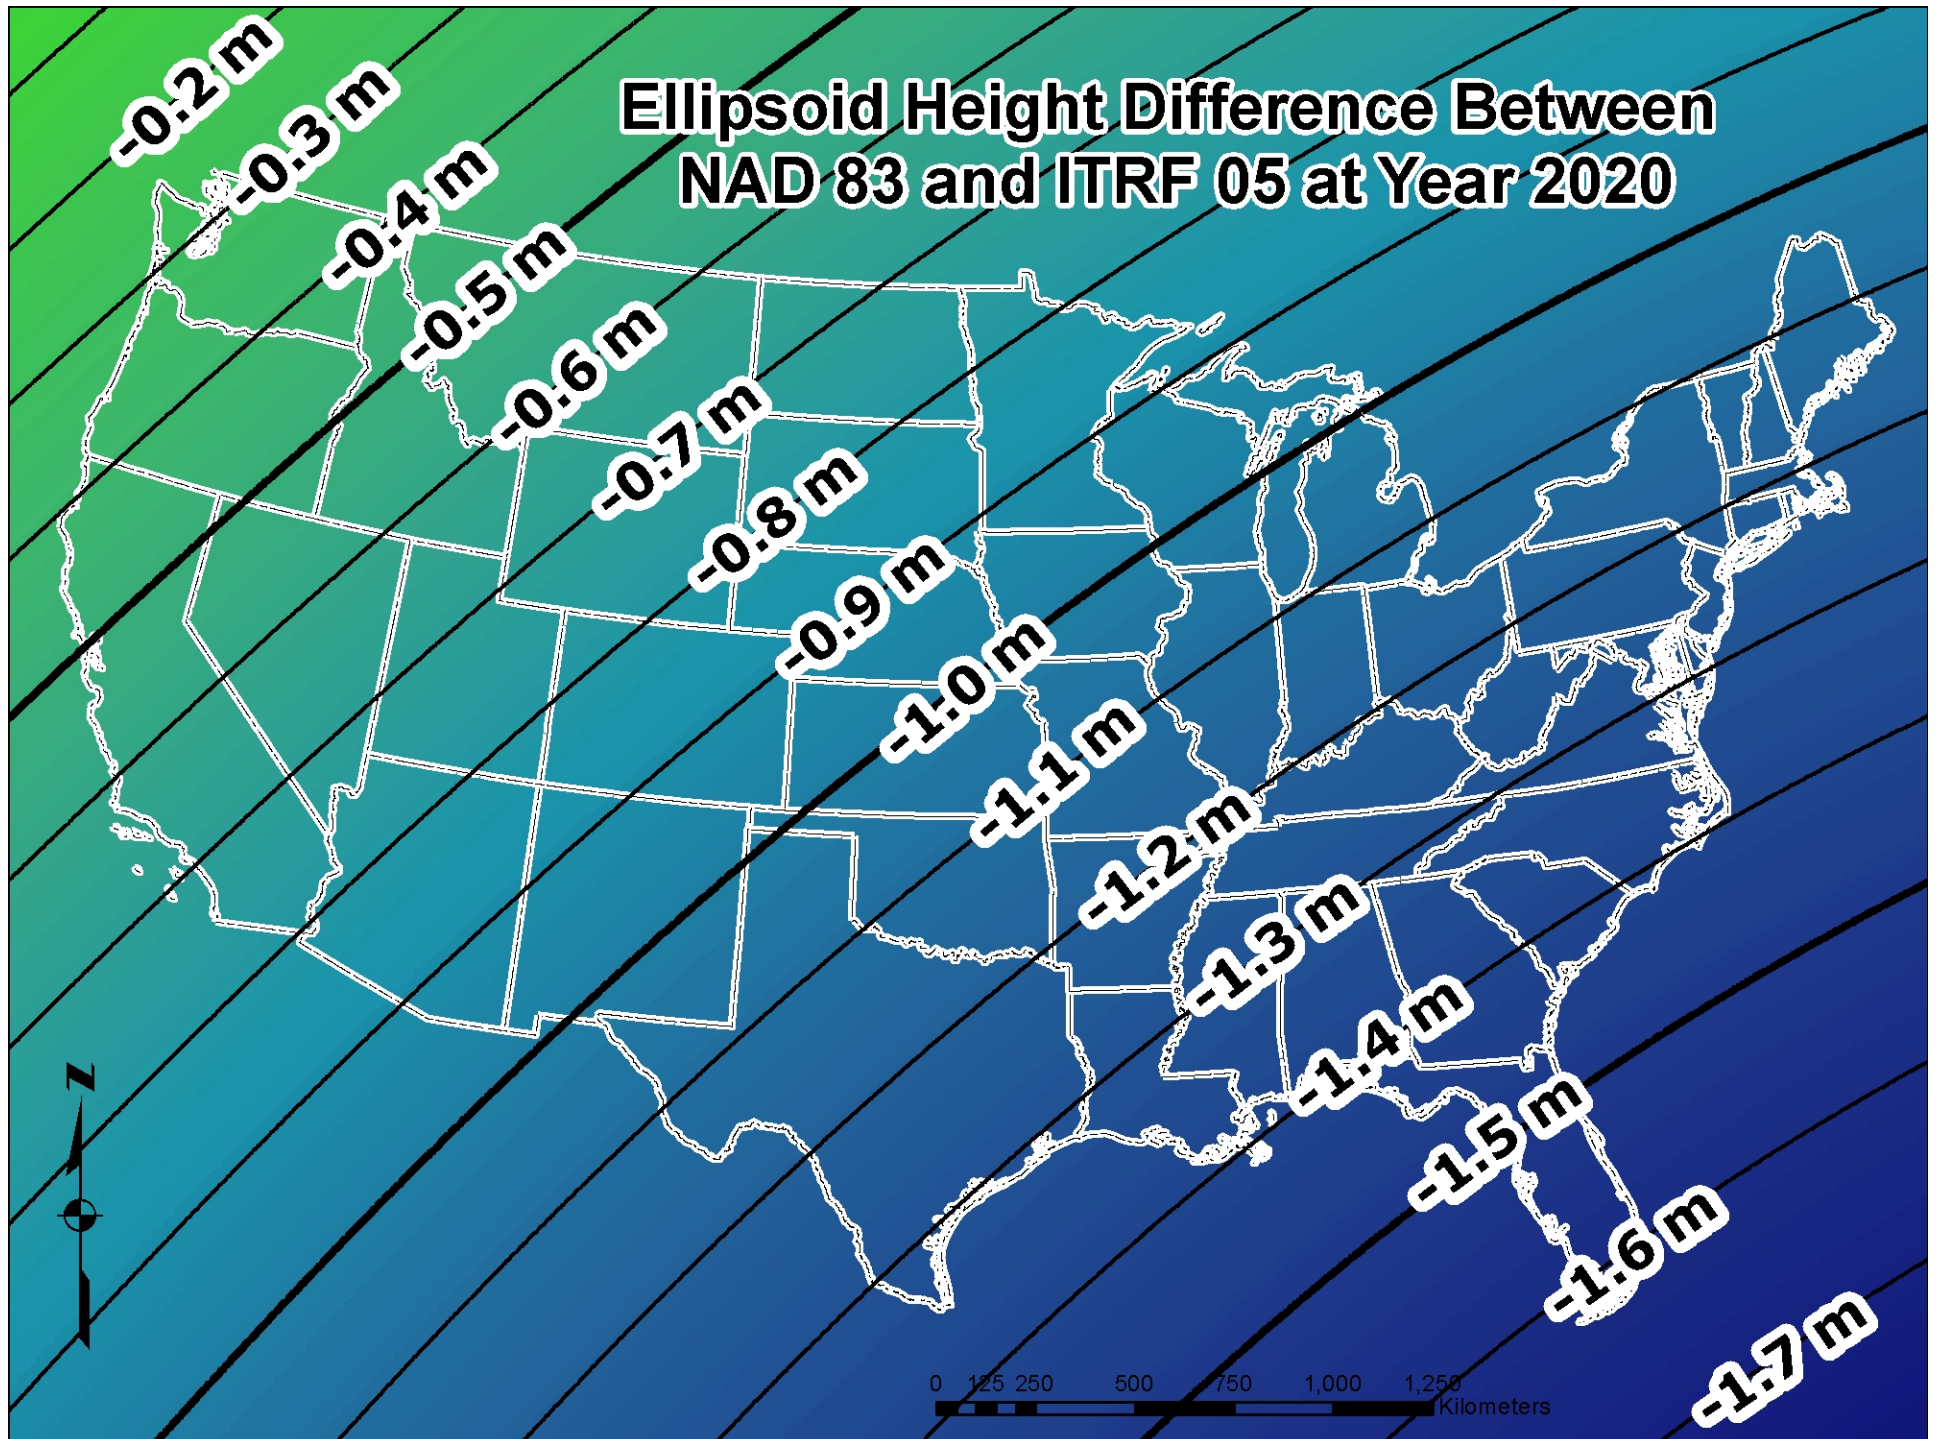 Ellipsoid Height Difference Between
NAD 83 and ITRF 05 at Year 2020
-0.2 m
-0.3 m
-0.4 m
-0.5 m
-0.6 m
-0.7 m
-0.8 m
-0.9 m
-1.0 m
-1.1 m
-1.2 m
-1.3 m
-1.4 m
-1.5 m
-1.6 m
-1.7 m
N
0 125 250 500 750 1,000 1,250
Kilometers